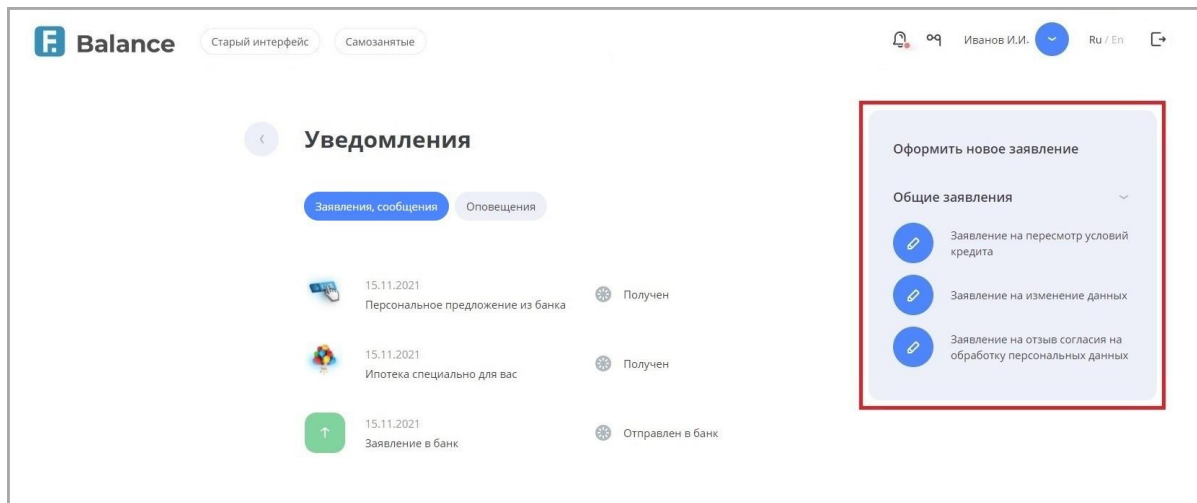 F. Balance
Старый интерфейс
Самозанятые
Иванов И.И.
Ru / En
Уведомления
Заявления, сообщения
Оповещения
15.11.2021
Персональное предложение из банка
Получен
15.11.2021
Ипотека специально для вас
Получен
15.11.2021
Заявление в банк
Отправлен в банк
Оформить новое заявление
Общие заявления
Заявление на пересмотр условий
кредита
Заявление на изменение данных
Заявление на отзыв согласия на
обработку персональных данных